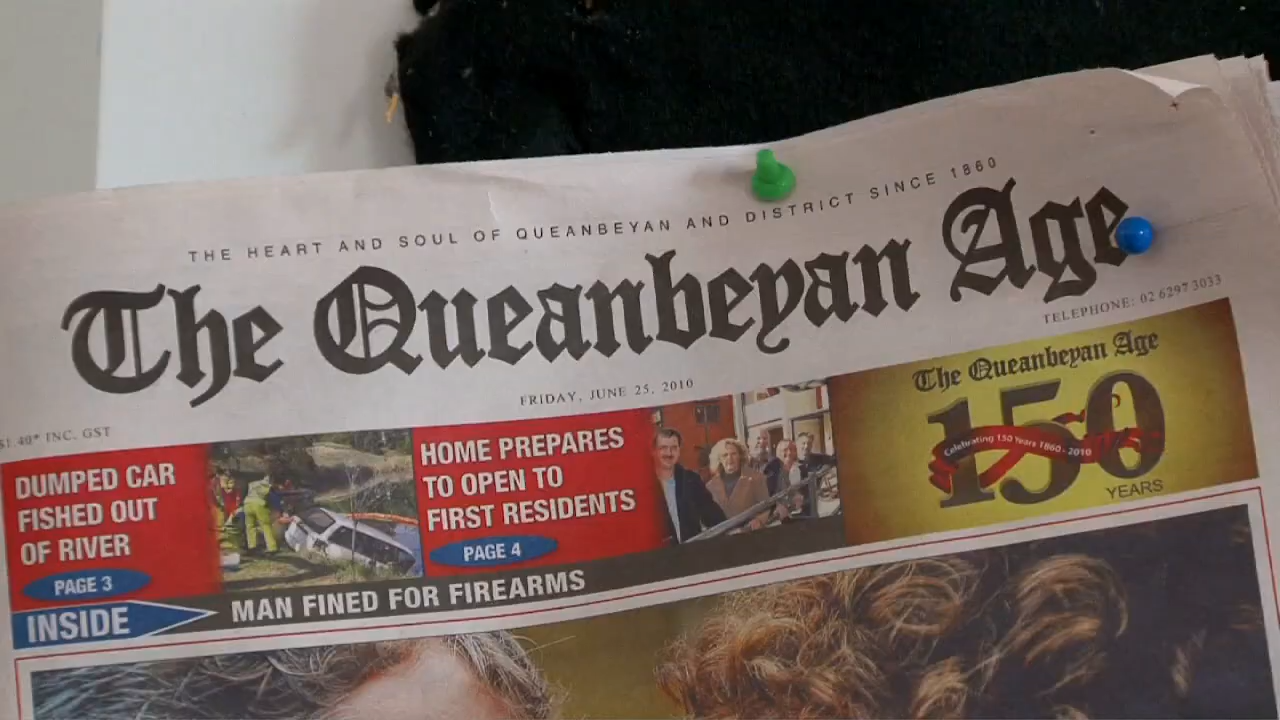 THE HEART AND SOUL OF QUEANBEYAN AND DISTRICT SINCE 1860
The Queanbeyan Age
TELEPHONE: 02 6297 3033
FRIDAY, JUNE 25, 2010
$1.40* INC. GST
DUMPED CAR
FISHED OUT
OF RIVER
PAGE 3
HOME PREPARES
TO OPEN TO
FIRST RESIDENTS
PAGE 4
The Queanbeyan Age
150
Celebrating 150 Years 1860 - 2010
YEARS
INSIDE
MAN FINED FOR FIREARMS